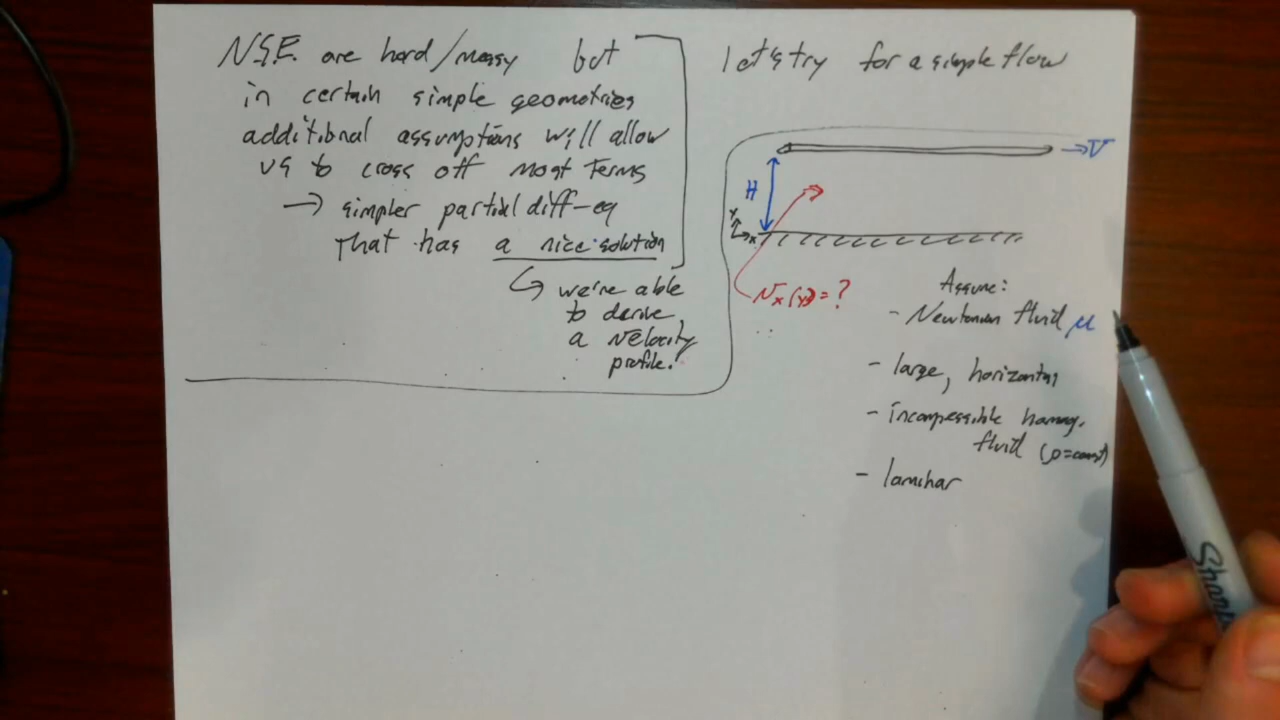 N.S.E. are hard/messy but
in certain simple geometries
additional assumptions will allow
us to cross off most terms
→ simpler partial diff-eq
that has a nice solution
↳ we're able
to derive
a velocity
profile!
let's try for a simple flow
→ V
H
y
x
Vx(y)=?
Assume:
- Newtonian fluid μ
- large, horizontal
- incompessible homog.
fluid (ρ=const)
- laminar
Sharp